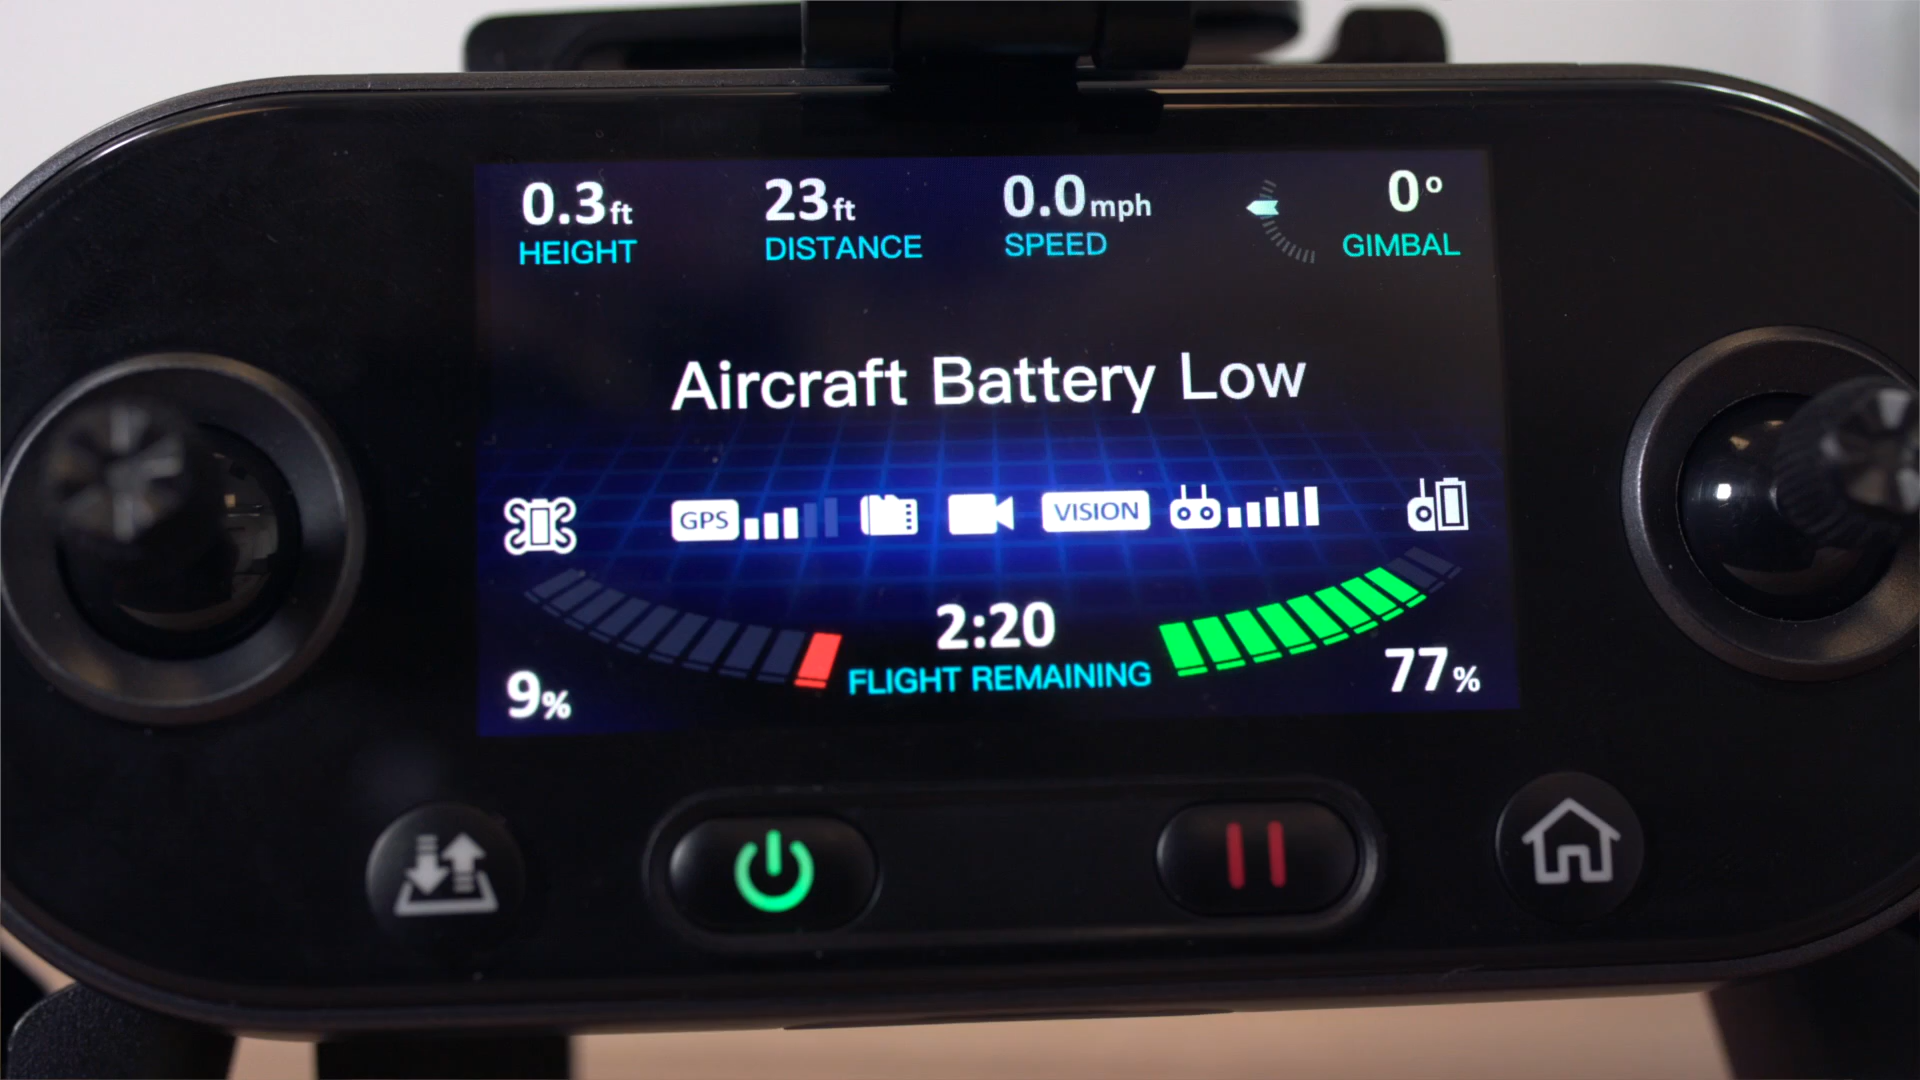 0.3ft 23ft 0.0mph 0°
HEIGHT DISTANCE SPEED GIMBAL
Aircraft Battery Low
GPS VISION
2:20
FLIGHT REMAINING
9% 77%